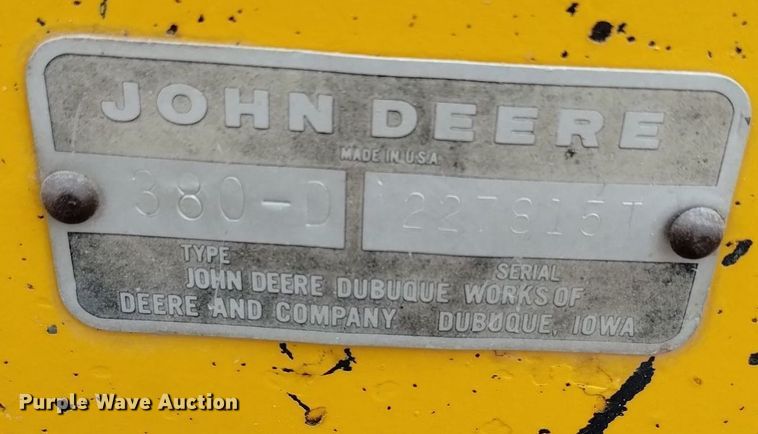 JOHN DEERE
MADE IN U.S.A.
380-D 227815T
TYPE SERIAL
JOHN DEERE DUBUQUE WORKS OF
DEERE AND COMPANY DUBUQUE, IOWA
Purple Wave Auction